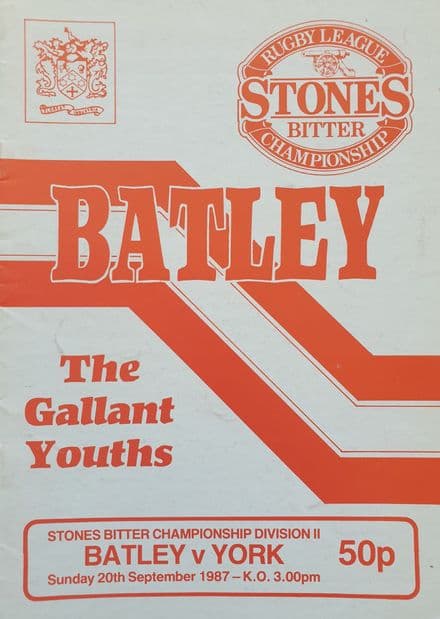 RUGBY LEAGUE
STONES
BITTER
CHAMPIONSHIP
BATLEY
The
Gallant
Youths
STONES BITTER CHAMPIONSHIP DIVISION II
BATLEY v YORK
50p
Sunday 20th September 1987 – K.O. 3.00pm